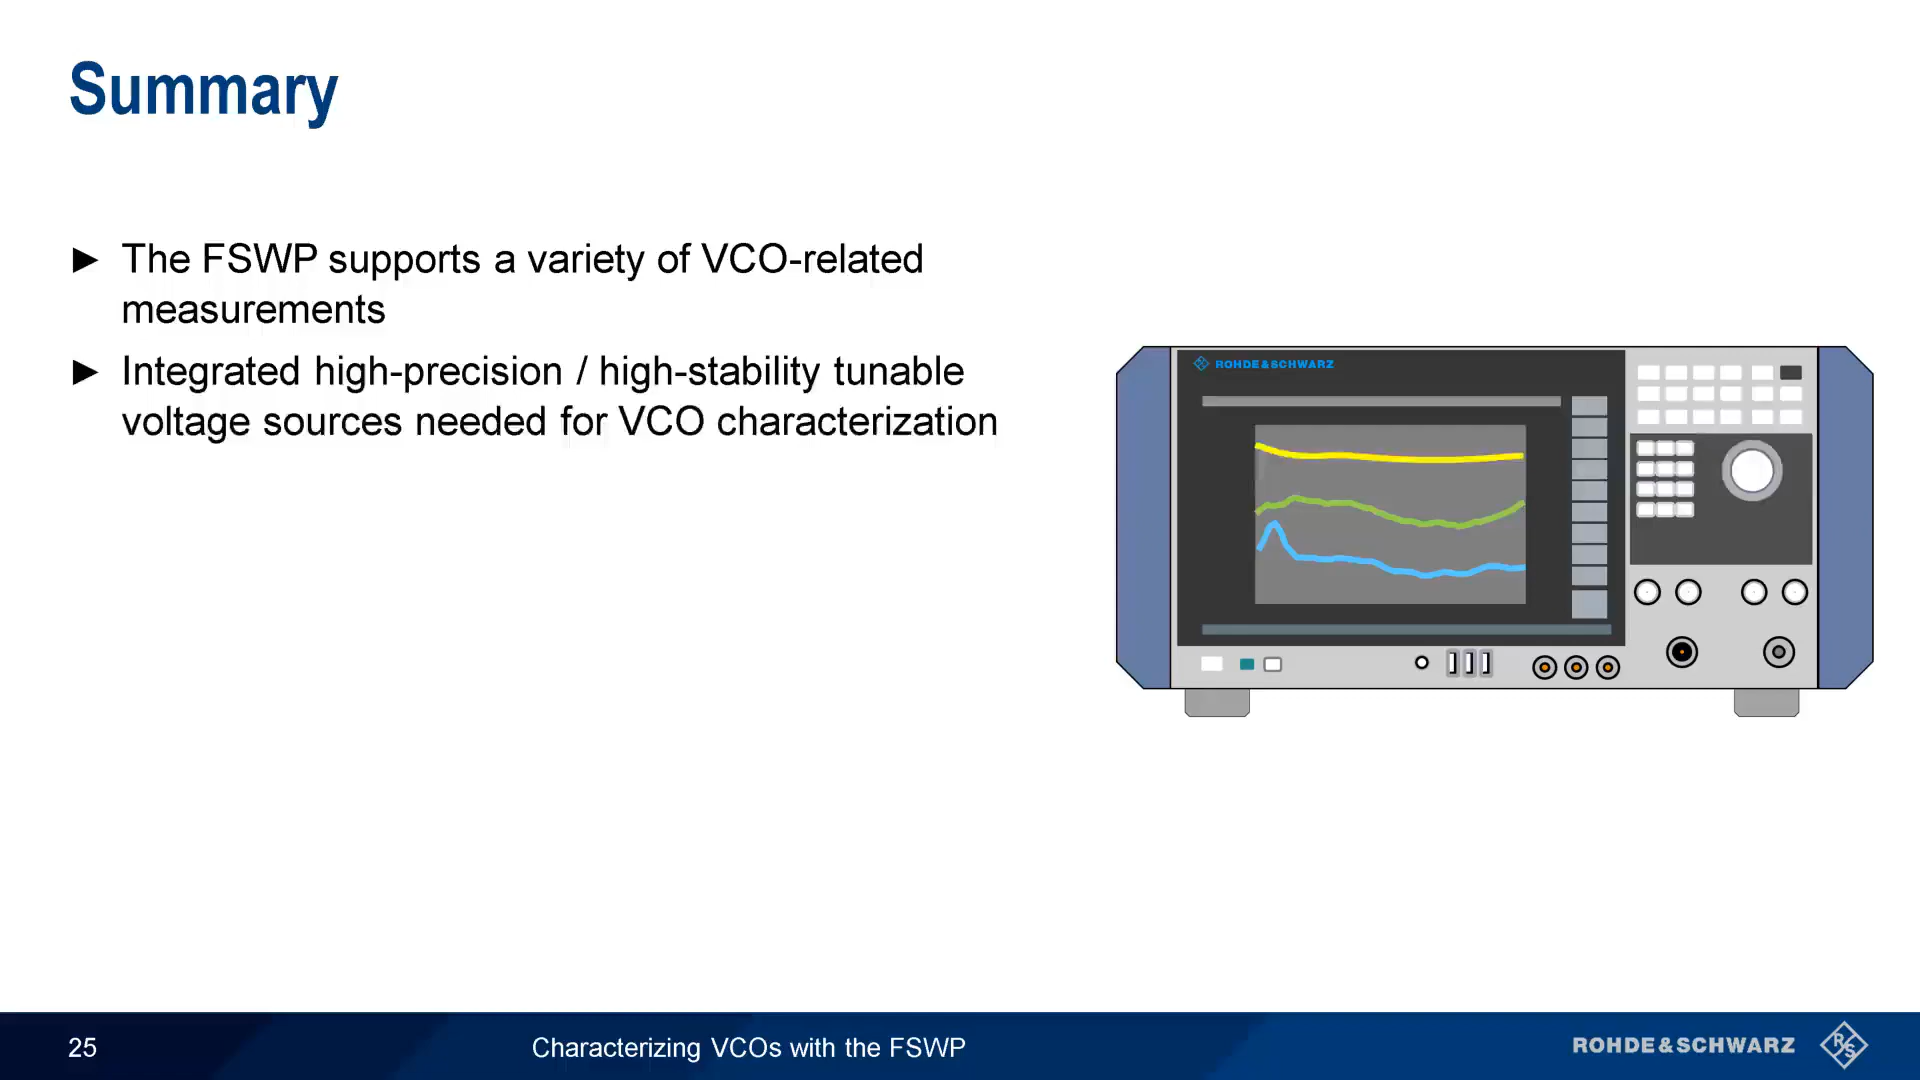 Summary
► The FSWP supports a variety of VCO-related
measurements
► Integrated high-precision / high-stability tunable
voltage sources needed for VCO characterization
ROHDE&SCHWARZ
25
Characterizing VCOs with the FSWP
ROHDE&SCHWARZ
R&S